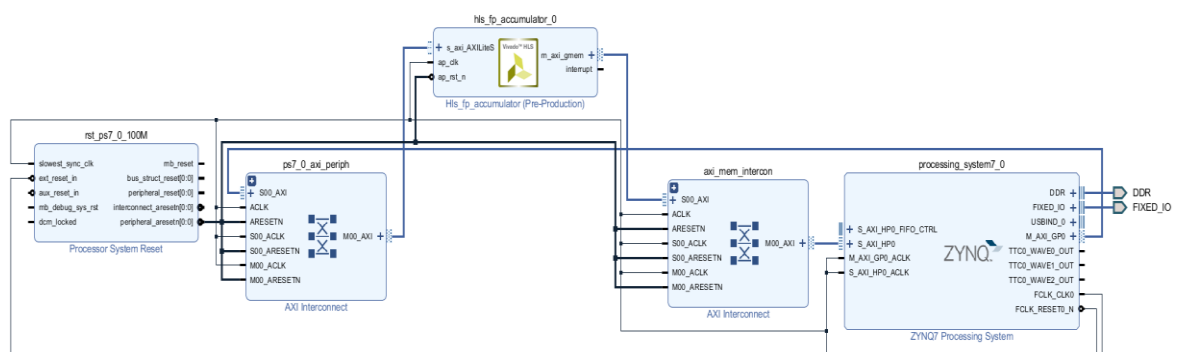 hls_fp_accumulator_0
s_axi_AXILiteS
ap_clk
ap_rst_n
Vivado™ HLS
m_axi_gmem
interrupt
Hls_fp_accumulator (Pre-Production)
rst_ps7_0_100M
slowest_sync_clk
ext_reset_in
aux_reset_in
mb_debug_sys_rst
dcm_locked
mb_reset
bus_struct_reset[0:0]
peripheral_reset[0:0]
interconnect_aresetn[0:0]
peripheral_aresetn[0:0]
Processor System Reset
ps7_0_axi_periph
S00_AXI
ACLK
ARESETN
S00_ACLK
S00_ARESETN
M00_ACLK
M00_ARESETN
M00_AXI
AXI Interconnect
axi_mem_intercon
S00_AXI
ACLK
ARESETN
S00_ACLK
S00_ARESETN
M00_ACLK
M00_ARESETN
M00_AXI
AXI Interconnect
processing_system7_0
S_AXI_HP0_FIFO_CTRL
S_AXI_HP0
M_AXI_GP0_ACLK
S_AXI_HP0_ACLK
ZYNQ
DDR
FIXED_IO
USBIND_0
M_AXI_GP0
TTC0_WAVE0_OUT
TTC0_WAVE1_OUT
TTC0_WAVE2_OUT
FCLK_CLK0
FCLK_RESET0_N
ZYNQ7 Processing System
DDR
FIXED_IO